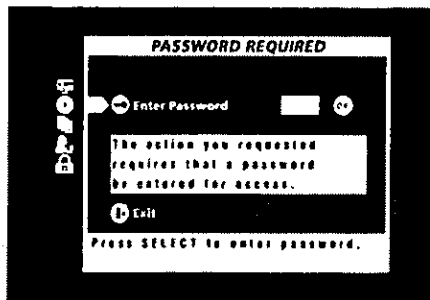 PASSWORD REQUIRED
Enter Password
OK
The action you requested
requires that a password
be entered for access.
Exit
Press SELECT to enter password.